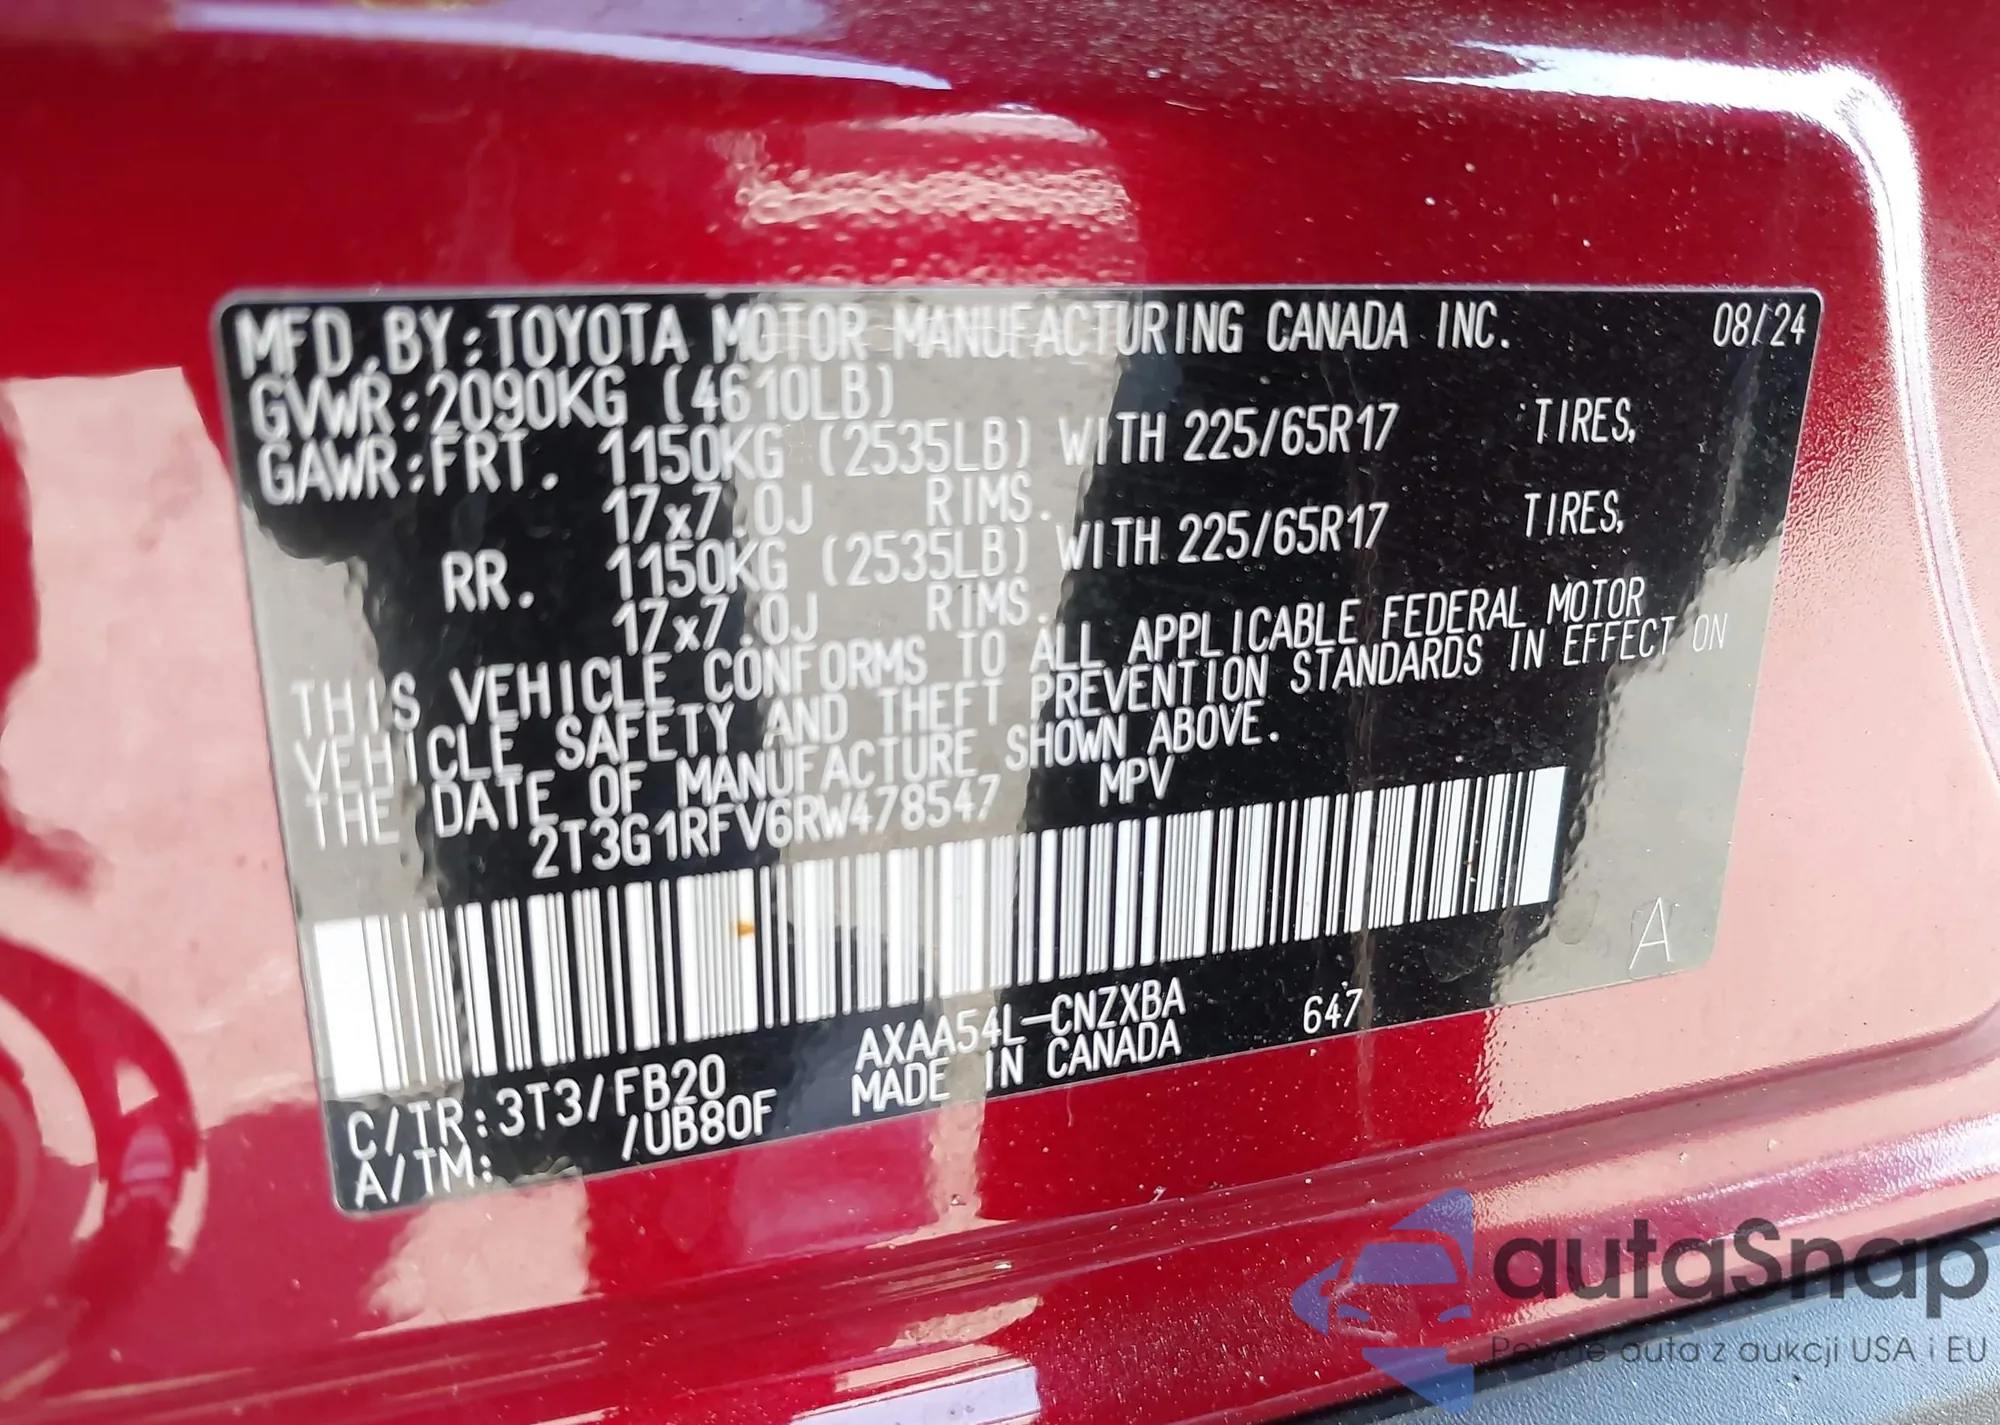 MFD.BY:TOYOTA MOTOR MANUFACTURING CANADA INC. 08/24
GVWR:2090KG (4610LB)
GAWR:FRT. 1150KG (2535LB) WITH 225/65R17 TIRES,
17x7.0J RIMS.
RR. 1150KG (2535LB) WITH 225/65R17 TIRES,
17x7.0J RIMS.
THIS VEHICLE CONFORMS TO ALL APPLICABLE FEDERAL MOTOR
VEHICLE SAFETY AND THEFT PREVENTION STANDARDS IN EFFECT ON
THE DATE OF MANUFACTURE SHOWN ABOVE.
2T3G1RFV6RW478547 MPV
A
AXAA54L-CNZXBA 647
C/TR:3T3/FB20 MADE IN CANADA
A/TM: /UB80F
autaSnap
Pewne auta z aukcji USA i EU